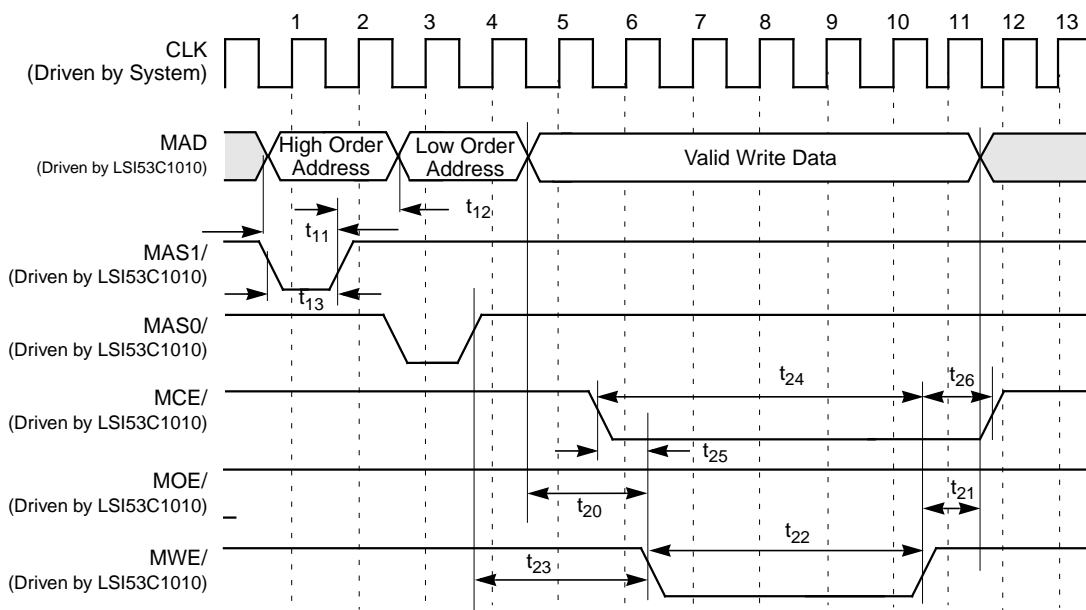 1 2 3 4 5 6 7 8 9 10 11 12 13
CLK
(Driven by System)
MAD
(Driven by LSI53C1010)
High Order
Address
Low Order
Address
Valid Write Data
t12
t11
MAS1/
(Driven by LSI53C1010)
t13
MAS0/
(Driven by LSI53C1010)
t24
t26
MCE/
(Driven by LSI53C1010)
t25
MOE/
(Driven by LSI53C1010)
t20
t21
t22
MWE/
(Driven by LSI53C1010)
t23